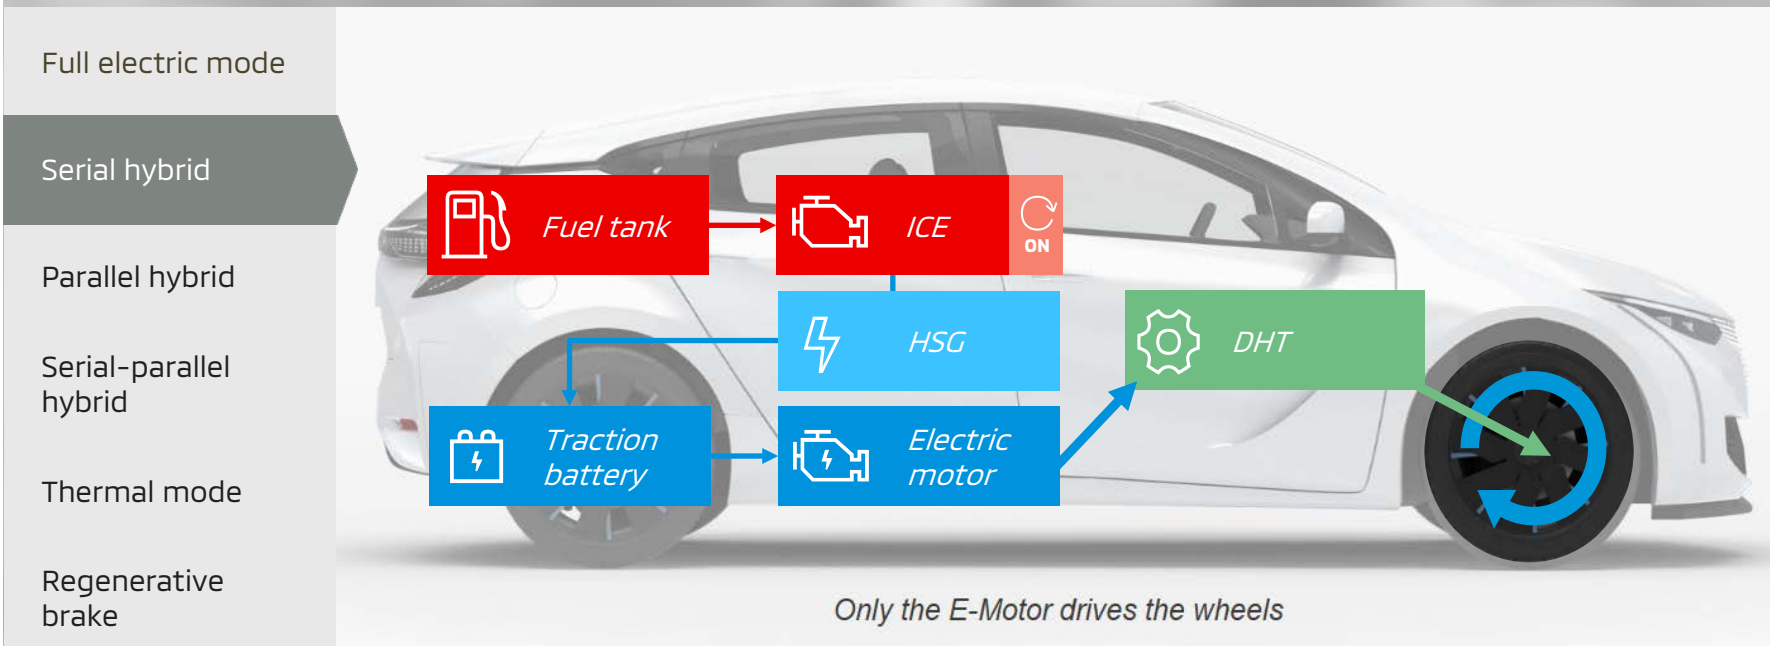 Full electric mode
Serial hybrid
Parallel hybrid
Serial-parallel
hybrid
Thermal mode
Regenerative
brake
Fuel tank
ICE
ON
HSG
DHT
Traction
battery
Electric
motor
Only the E-Motor drives the wheels